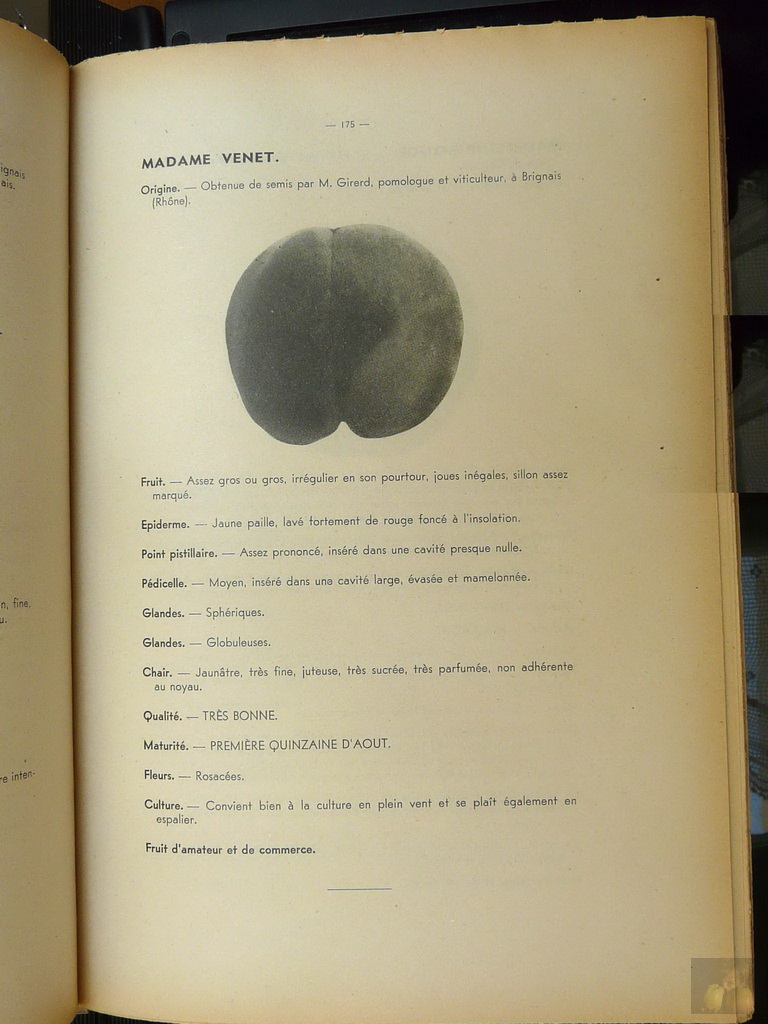 ignais
ais.
n, fine,
u.
re inten-
— 175 —
MADAME VENET.
Origine. — Obtenue de semis par M. Girerd, pomologue et viticulteur, à Brignais
(Rhône).
Fruit. — Assez gros ou gros, irrégulier en son pourtour, joues inégales, sillon assez
marqué.
Epiderme. — Jaune paille, lavé fortement de rouge foncé à l'insolation.
Point pistillaire. — Assez prononcé, inséré dans une cavité presque nulle.
Pédicelle. — Moyen, inséré dans une cavité large, évasée et mamelonnée.
Glandes. — Sphériques.
Glandes. — Globuleuses.
Chair. — Jaunâtre, très fine, juteuse, très sucrée, très parfumée, non adhérente
au noyau.
Qualité. — TRÈS BONNE.
Maturité. — PREMIÈRE QUINZAINE D'AOUT.
Fleurs. — Rosacées.
Culture. — Convient bien à la culture en plein vent et se plaît également en
espalier.
Fruit d'amateur et de commerce.